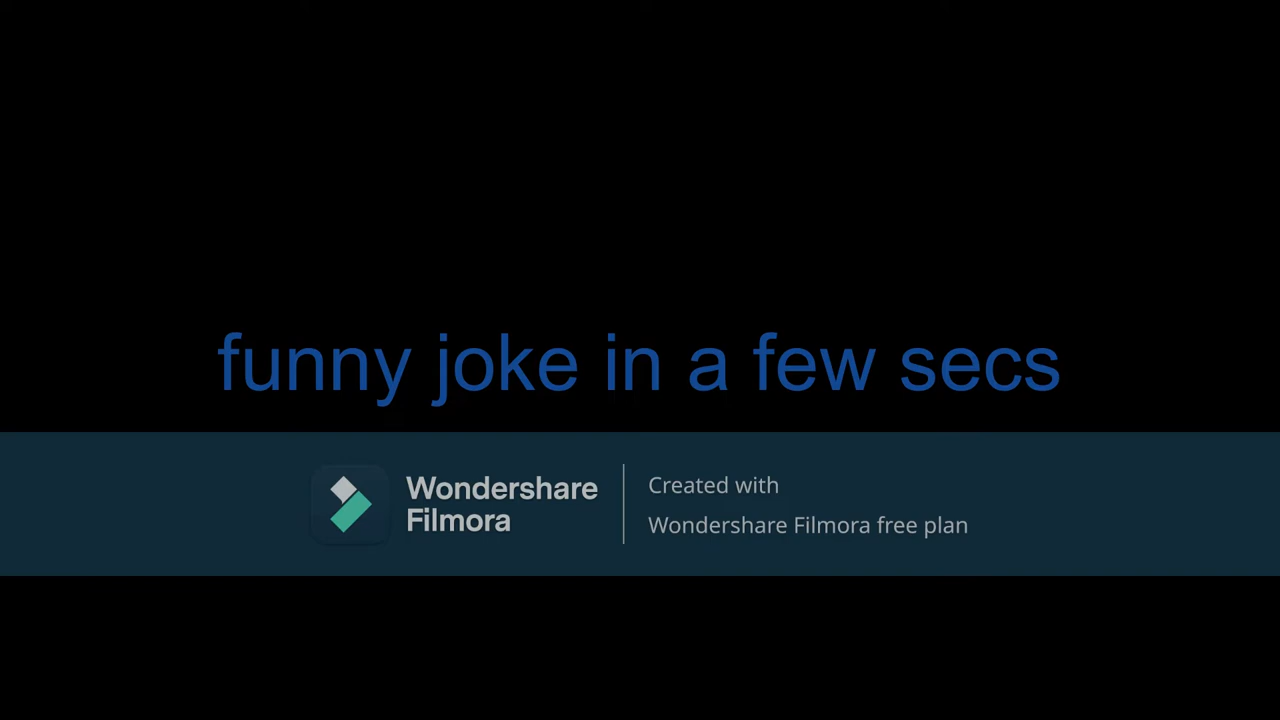 funny joke in a few secs
Wondershare
Filmora
Created with
Wondershare Filmora free plan